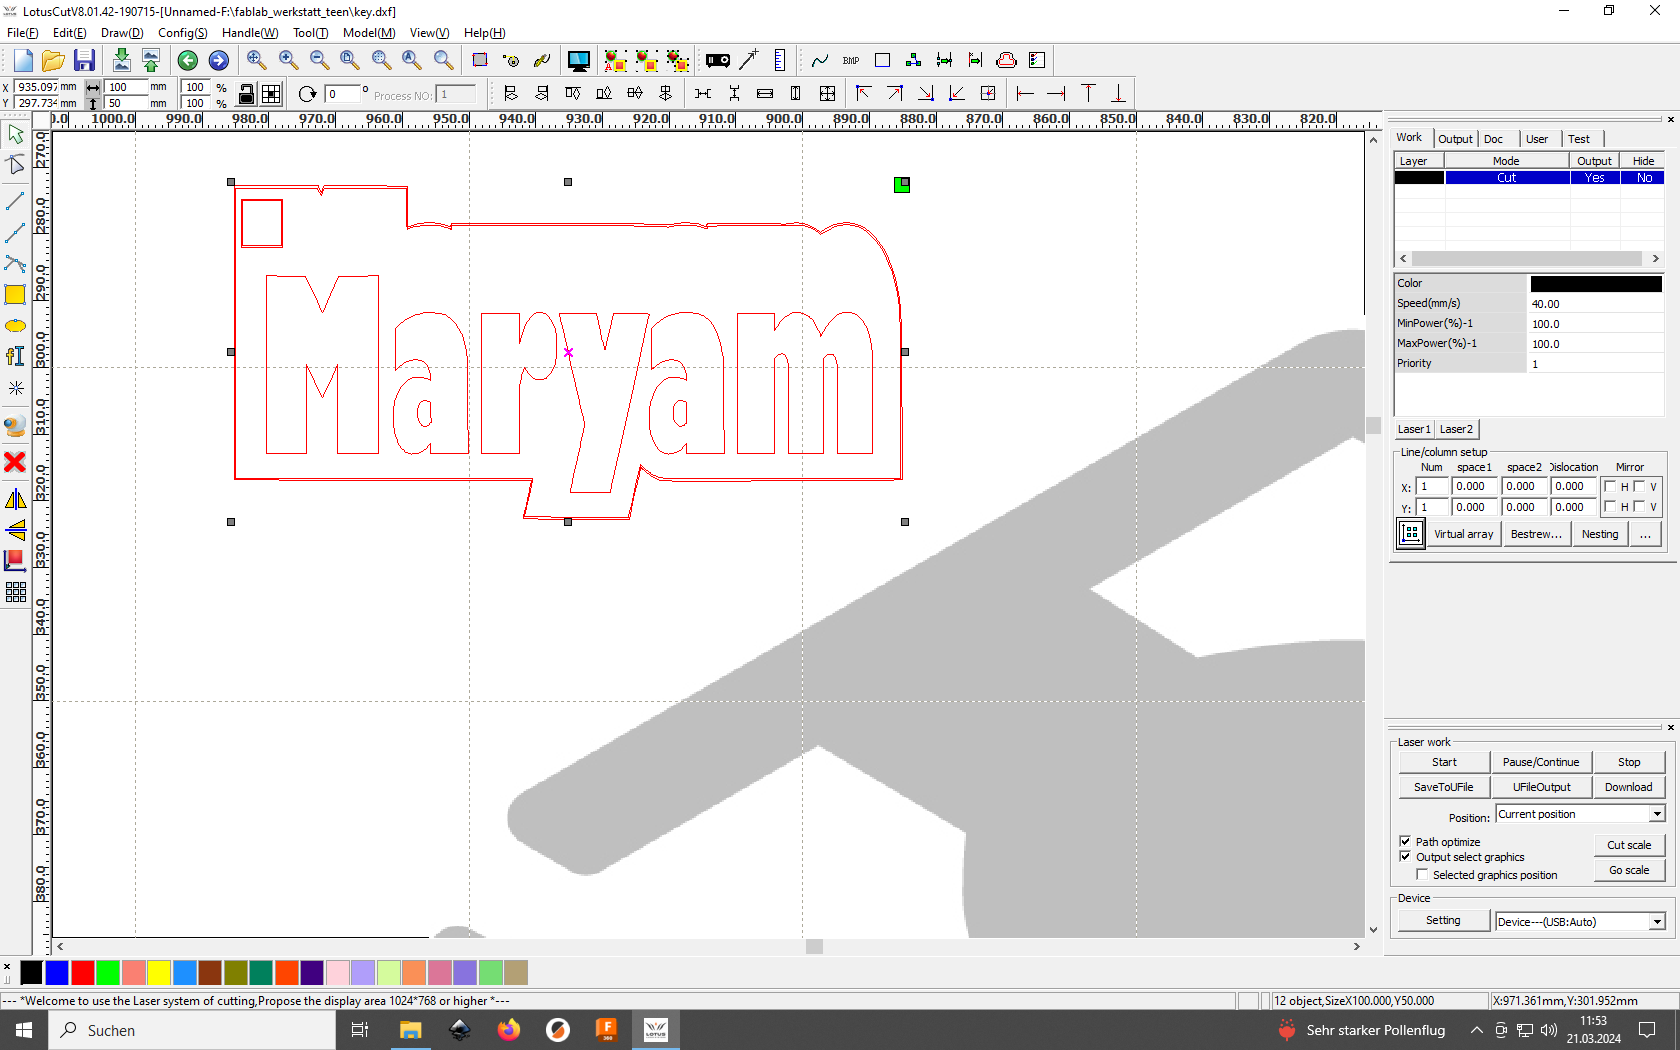 LotusCutV8.01.42-190715-[Unnamed-F:\fablab_werkstatt_teen\key.dxf]
File(F) Edit(E) Draw(D) Config(S) Handle(W) Tool(T) Model(M) View(V) Help(H)
BMP
X 935.097 mm 100 mm 100 %
Y 297.734 mm 50 mm 100 %
0 ° Process NO: 1
0.0 1000.0 990.0 980.0 970.0 960.0 950.0 940.0 930.0 920.0 910.0 900.0 890.0 880.0 870.0 860.0 850.0 840.0 830.0 820.0
270.0
280.0
290.0
300.0
310.0
320.0
330.0
340.0
350.0
360.0
370.0
380.0
Maryam
Work Output Doc User Test
Layer Mode Output Hide
Cut Yes No
Color
Speed(mm/s) 40.00
MinPower(%)-1 100.0
MaxPower(%)-1 100.0
Priority 1
Laser1 Laser2
Line/column setup
Num space1 space2 Dislocation Mirror
X: 1 0.000 0.000 0.000 H V
Y: 1 0.000 0.000 0.000 H V
Virtual array Bestrew... Nesting ...
Laser work
Start Pause/Continue Stop
SaveToUFile UFileOutput Download
Position: Current position
Path optimize
Cut scale
Output select graphics
Go scale
Selected graphics position
Device
Setting Device---(USB:Auto)
--- *Welcome to use the Laser system of cutting,Propose the display area 1024*768 or higher *---
12 object,SizeX100.000,Y50.000 X:971.361mm,Y:301.952mm
Suchen
Sehr starker Pollenflug
11:53
21.03.2024